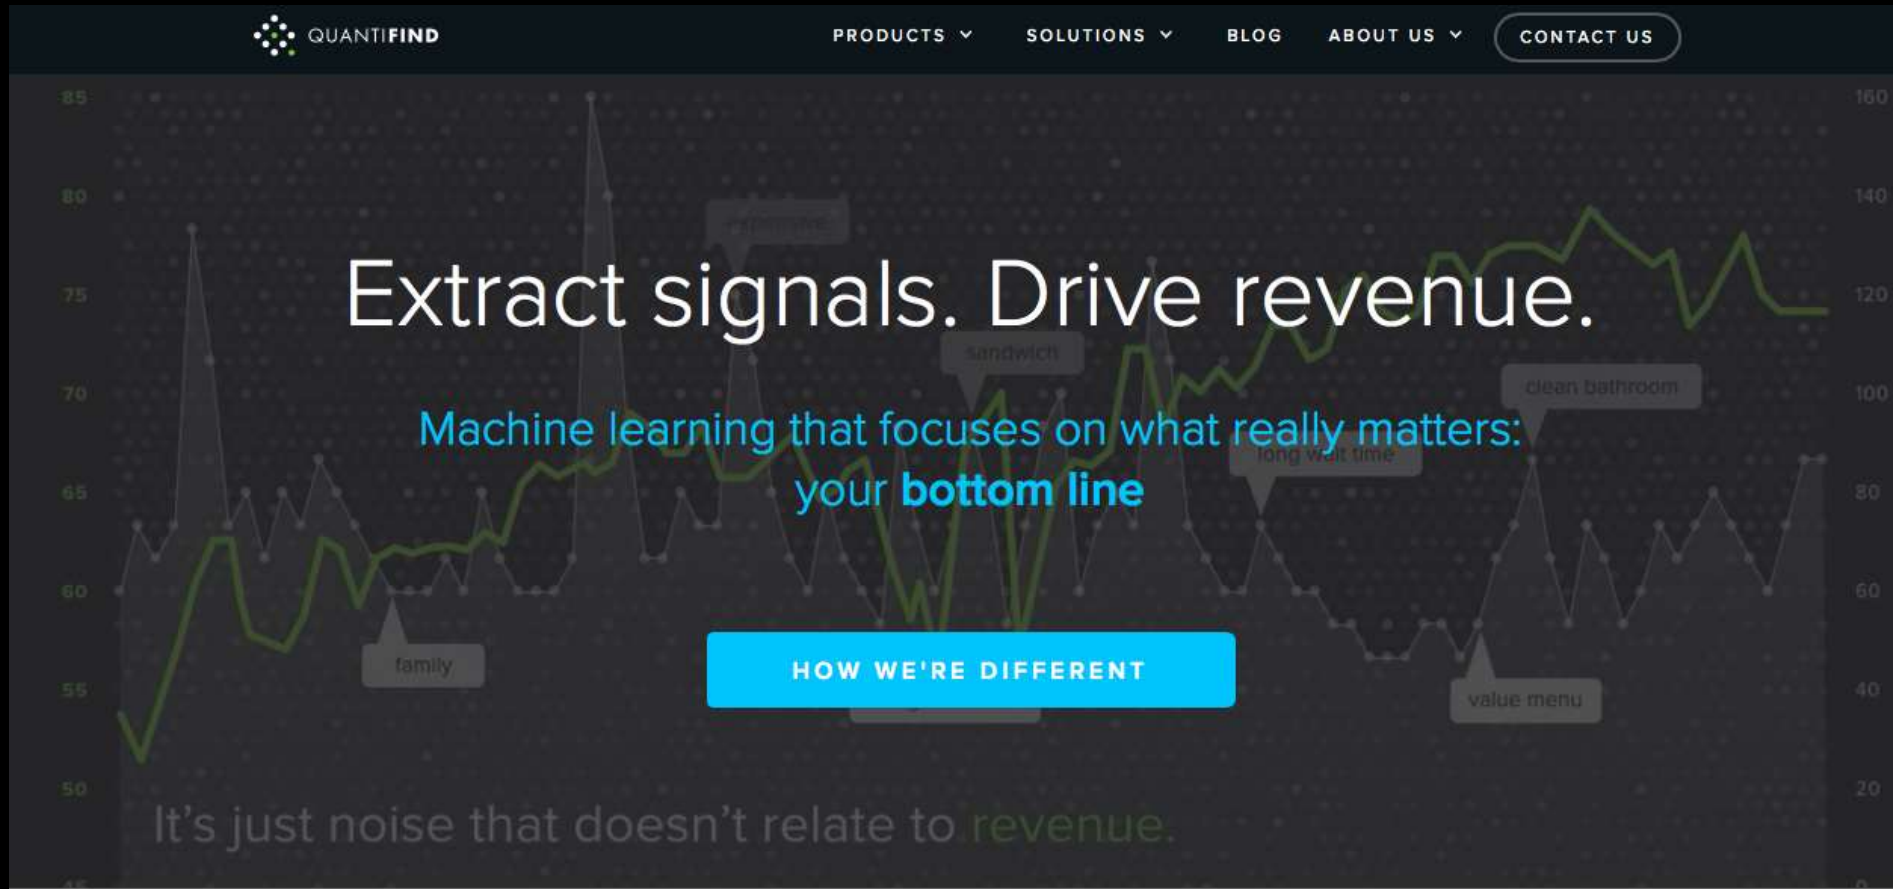 QUANTIFIND
PRODUCTS
SOLUTIONS
BLOG
ABOUT US
CONTACT US
85
160
80
140
Extract signals. Drive revenue.
75
120
sandwich
70
clean bathroom
100
Machine learning that focuses on what really matters:
long wait time
your bottom line
65
80
60
60
HOW WE'RE DIFFERENT
family
55
value menu
40
50
20
It's just noise that doesn't relate to revenue.